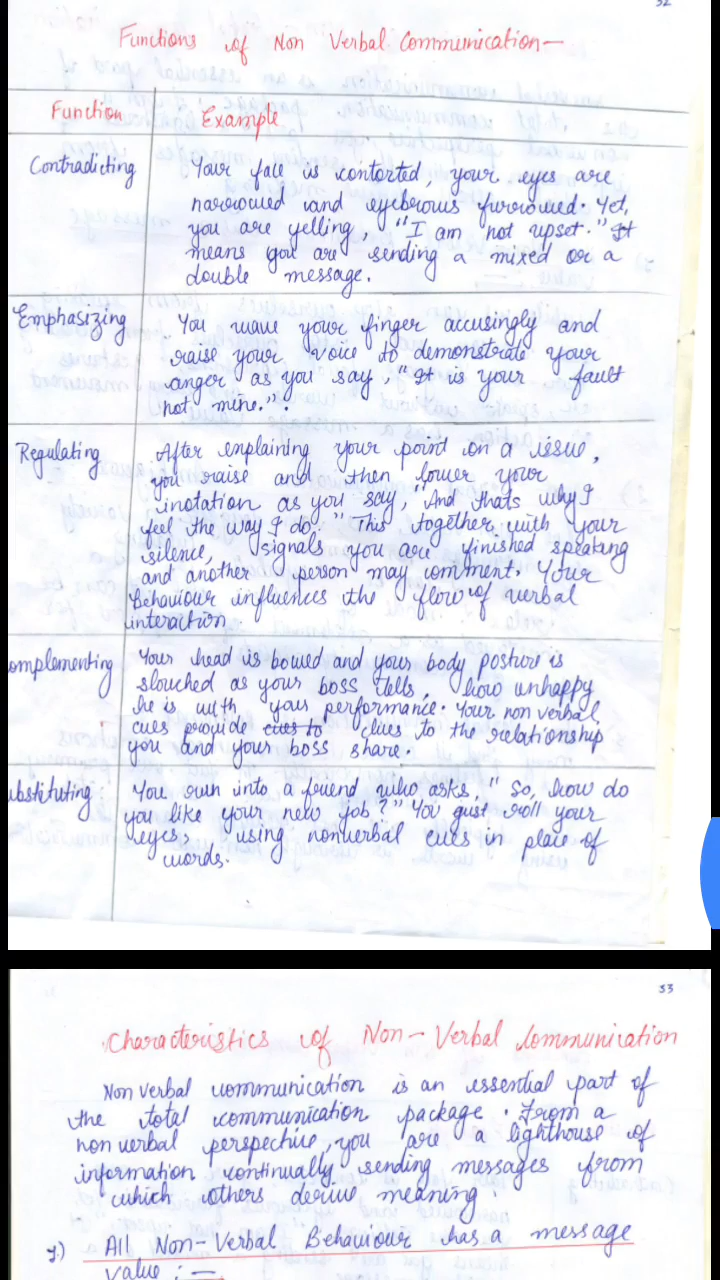 32
Functions of Non Verbal Communication—
Function Example
Contradicting Your face is contorted, your eyes are
narrowed and eyebrows furrowed. Yet,
you are yelling, "I am not upset." It
means you are sending a mixed or a
double message.
Emphasizing You wave your finger accusingly and
raise your voice to demonstrate your
anger as you say, "It is your fault
not mine.".
Regulating After explaining your point on a issue,
you raise and then lower your
inotation as you say, "And thats why I
feel the way I do." This together with your
silence, signals you are finished speaking
and another person may comment. Your
Behaviour influences the flow of verbal
interaction
omplementing Your head is bowed and your body posture is
slouched as your boss tells, how unhappy
he is with your performance. Your non verbal
cues provide cues to clues to the relationship
you and your boss share.
ubstituting You run into a friend who asks, "So, how do
you like your new job?" You just roll your
eyes, using nonverbal cues in place of
words.
33
Characteristics of Non-Verbal Communication
Non verbal communication is an essential part of
the total communication package. From a
non verbal perspective, you are a lighthouse of
information continually sending messages from
which others derive meaning.
1.) All Non-Verbal Behaviour has a message
value :—